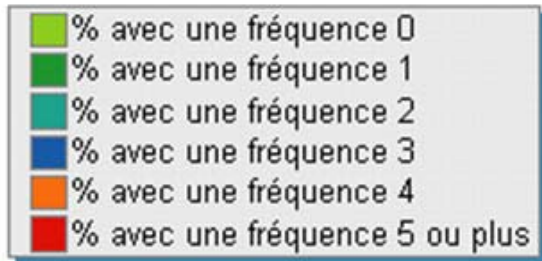 % avec une fréquence 0
% avec une fréquence 1
% avec une fréquence 2
% avec une fréquence 3
% avec une fréquence 4
% avec une fréquence 5 ou plus